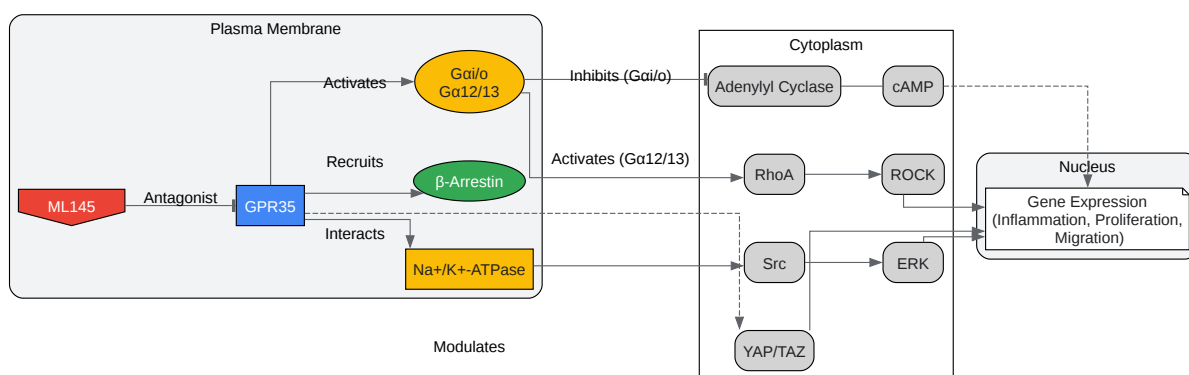 Plasma Membrane
Cytoplasm
Activates
Gαi/o
Gα12/13
Inhibits (Gαi/o)
Adenylyl Cyclase
cAMP
Recruits
β-Arrestin
Activates (Gα12/13)
RhoA
ROCK
Nucleus
ML145
Antagonist
GPR35
Gene Expression
(Inflammation, Proliferation,
Migration)
Interacts
Na+/K+-ATPase
Src
ERK
Modulates
YAP/TAZ